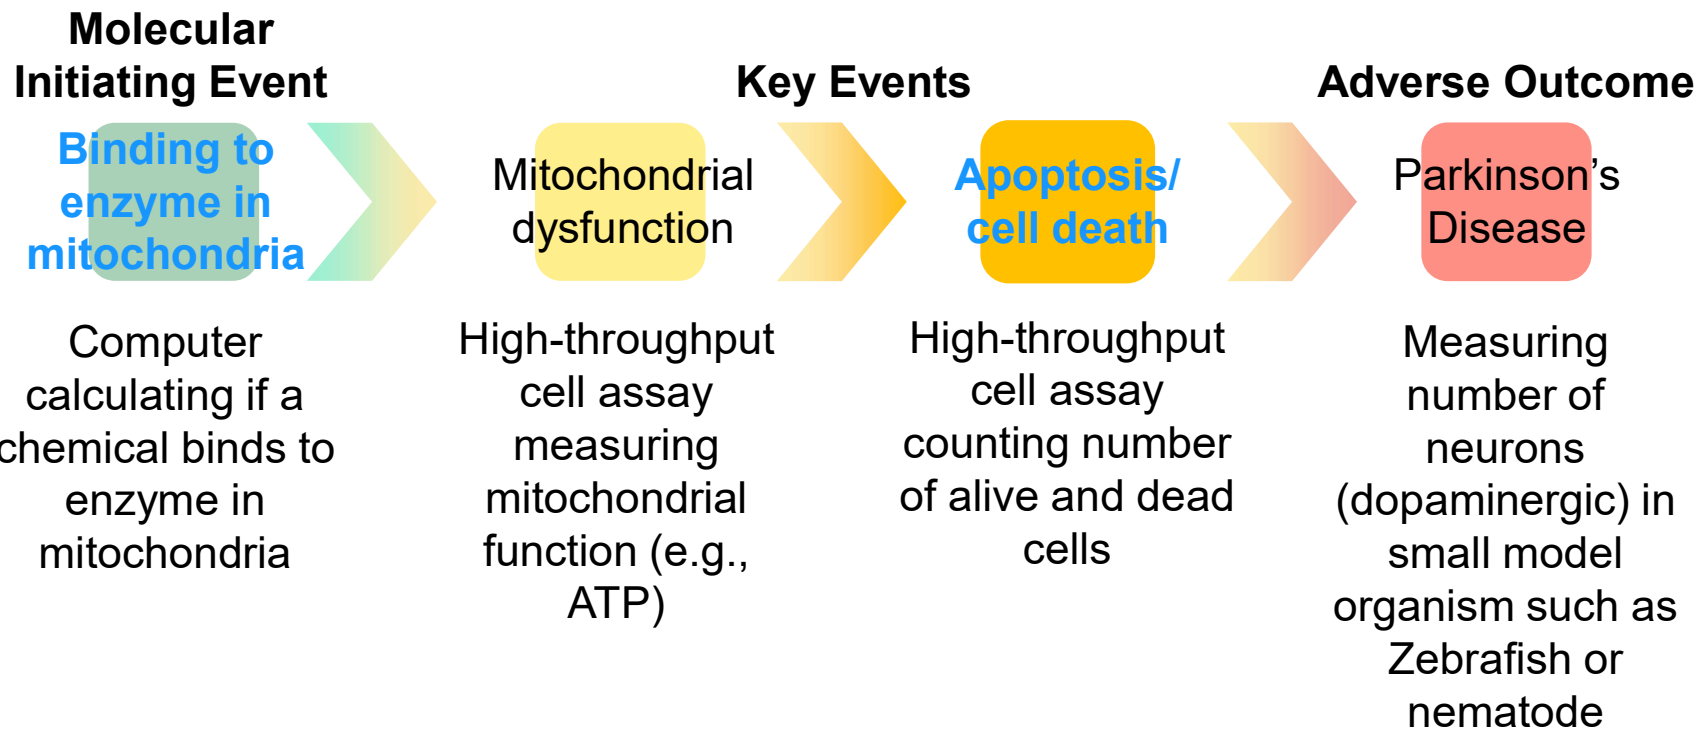 Molecular
Initiating Event
Key Events
Adverse Outcome
Binding to
enzyme in
mitochondria
Mitochondrial
dysfunction
Apoptosis/
cell death
Parkinson's
Disease
Computer
calculating if a
chemical binds to
enzyme in
mitochondria
High-throughput
cell assay
measuring
mitochondrial
function (e.g.,
ATP)
High-throughput
cell assay
counting number
of alive and dead
cells
Measuring
number of
neurons
(dopaminergic) in
small model
organism such as
Zebrafish or
nematode